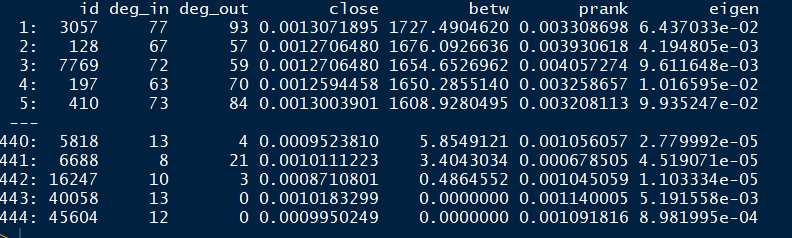 id deg_in deg_out close betw prank eigen
1: 3057 77 93 0.0013071895 1727.4904620 0.003308698 6.437033e-02
2: 128 67 57 0.0012706480 1676.0926636 0.003930618 4.194805e-03
3: 7769 72 59 0.0012706480 1654.6526962 0.004057274 9.611648e-03
4: 197 63 70 0.0012594458 1650.2855140 0.003258657 1.016595e-02
5: 410 73 84 0.0013003901 1608.9280495 0.003208113 9.935247e-02
---
440: 5818 13 4 0.0009523810 5.8549121 0.001056057 2.779992e-05
441: 6688 8 21 0.0010111223 3.4043034 0.000678505 4.519071e-05
442: 16247 10 3 0.0008710801 0.4864552 0.001045059 1.103334e-05
443: 40058 13 0 0.0010183299 0.0000000 0.001140005 5.191558e-03
444: 45604 12 0 0.0009950249 0.0000000 0.001091816 8.981995e-04